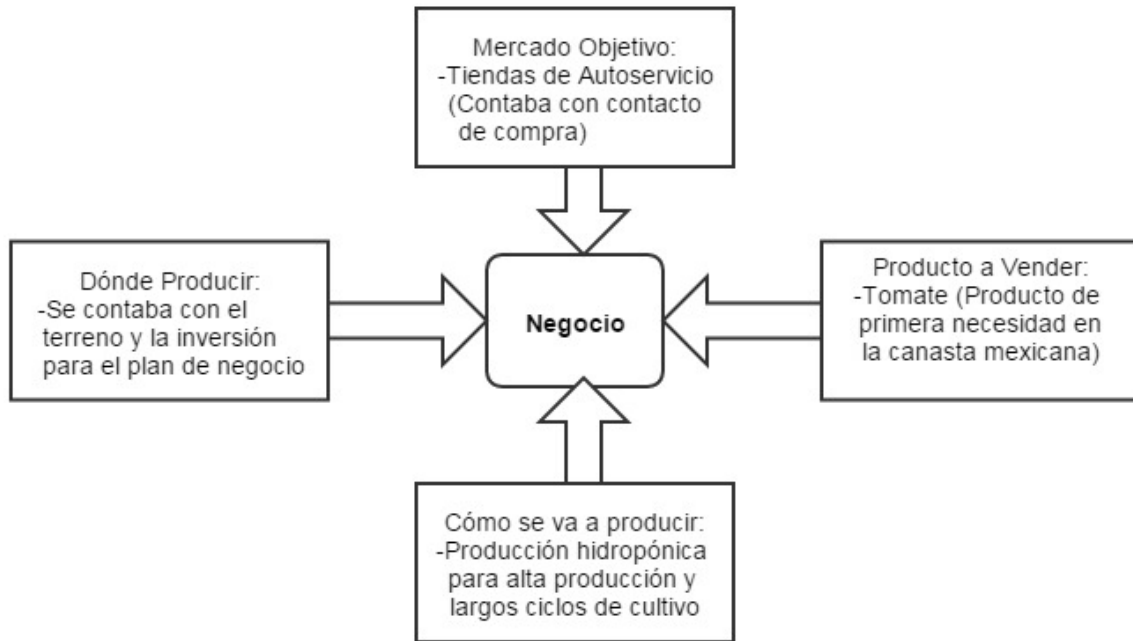 Mercado Objetivo:
-Tiendas de Autoservicio
(Contaba con contacto
de compra)
Dónde Producir:
-Se contaba con el
terreno y la inversión
para el plan de negocio
Negocio
Producto a Vender:
-Tomate (Producto de
primera necesidad en
la canasta mexicana)
Cómo se va a producir:
-Producción hidropónica
para alta producción y
largos ciclos de cultivo